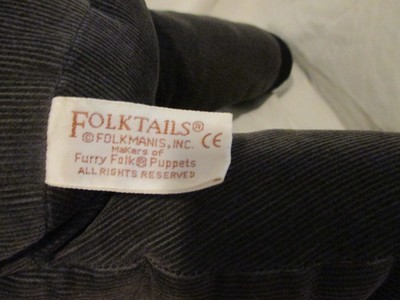 FOLKTAILS®
© FOLKMANIS, INC. CE
Makers of
Furry Folk® Puppets
ALL RIGHTS RESERVED